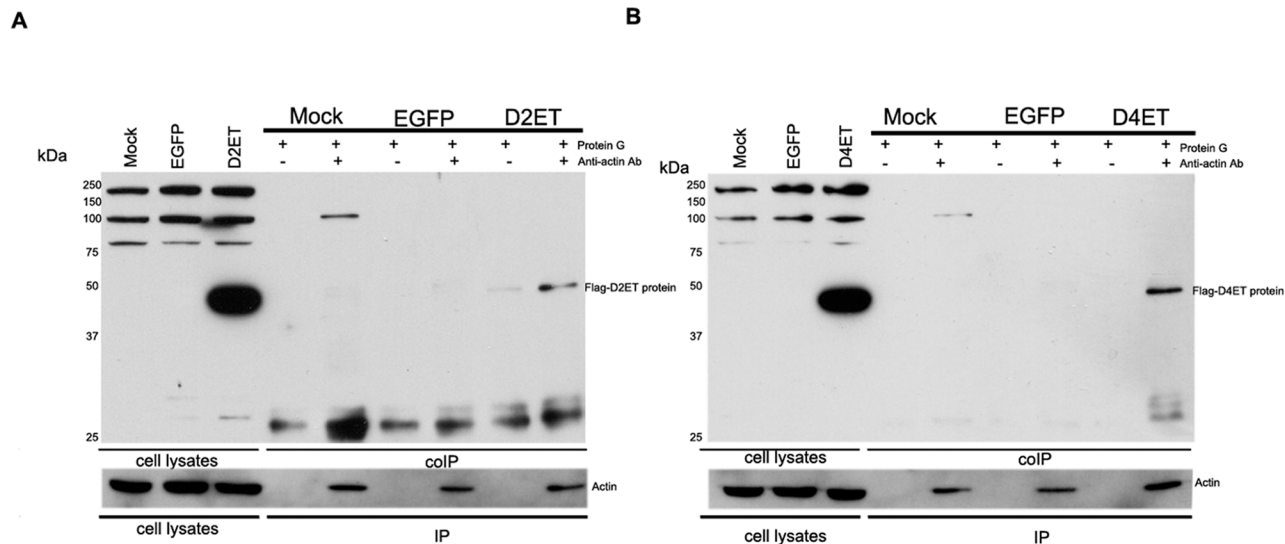 A
B
Mock EGFP D2ET
Mock EGFP D2ET
+ + + + + + Protein G
- + - + - + Anti-actin Ab
kDa
250
150
100
75
50
37
25
Flag-D2ET protein
cell lysates coIP
Actin
cell lysates IP
Mock EGFP D4ET
Mock EGFP D4ET
+ + + + + + Protein G
- + - + - + Anti-actin Ab
kDa
250
150
100
75
50
37
25
Flag-D4ET protein
cell lysates coIP
Actin
cell lysates IP